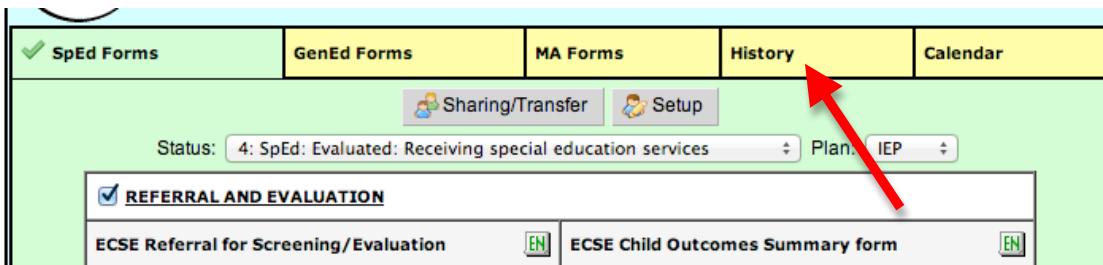 SpEd Forms GenEd Forms MA Forms History Calendar
Sharing/Transfer Setup
Status: 4: SpEd: Evaluated: Receiving special education services Plan: IEP
REFERRAL AND EVALUATION
ECSE Referral for Screening/Evaluation EN ECSE Child Outcomes Summary form EN